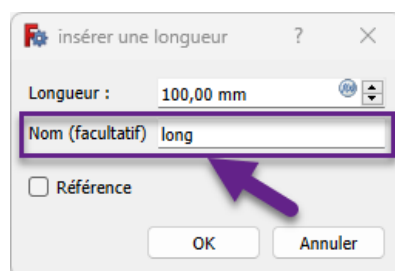 insérer une longueur
Longueur : 100,00 mm
Nom (facultatif) long
Référence
OK Annuler